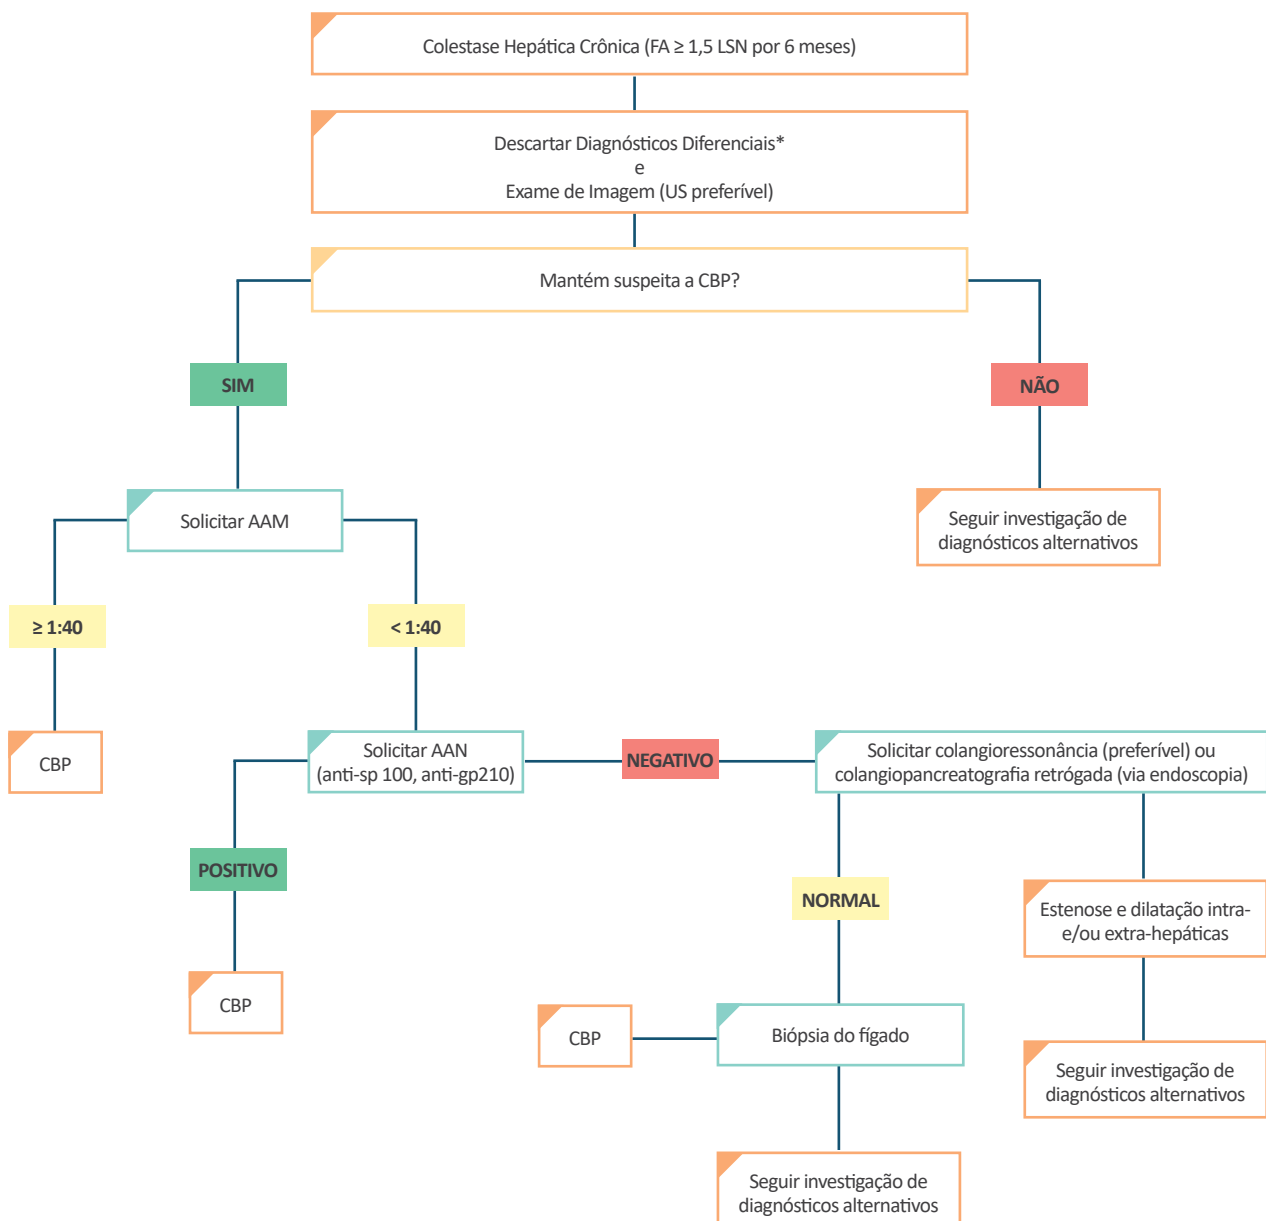 Colestase Hepática Crônica (FA ≥ 1,5 LSN por 6 meses)
Descartar Diagnósticos Diferenciais*
e
Exame de Imagem (US preferível)
Mantém suspeita a CBP?
SIM
NÃO
Solicitar AAM
Seguir investigação de
diagnósticos alternativos
≥ 1:40
< 1:40
CBP
Solicitar AAN
(anti-sp 100, anti-gp210)
NEGATIVO
Solicitar colangioressonância (preferível) ou
colangiopancreatografia retrógada (via endoscopia)
POSITIVO
NORMAL
Estenose e dilatação intra-
e/ou extra-hepáticas
CBP
CBP
Biópsia do fígado
Seguir investigação de
diagnósticos alternativos
Seguir investigação de
diagnósticos alternativos